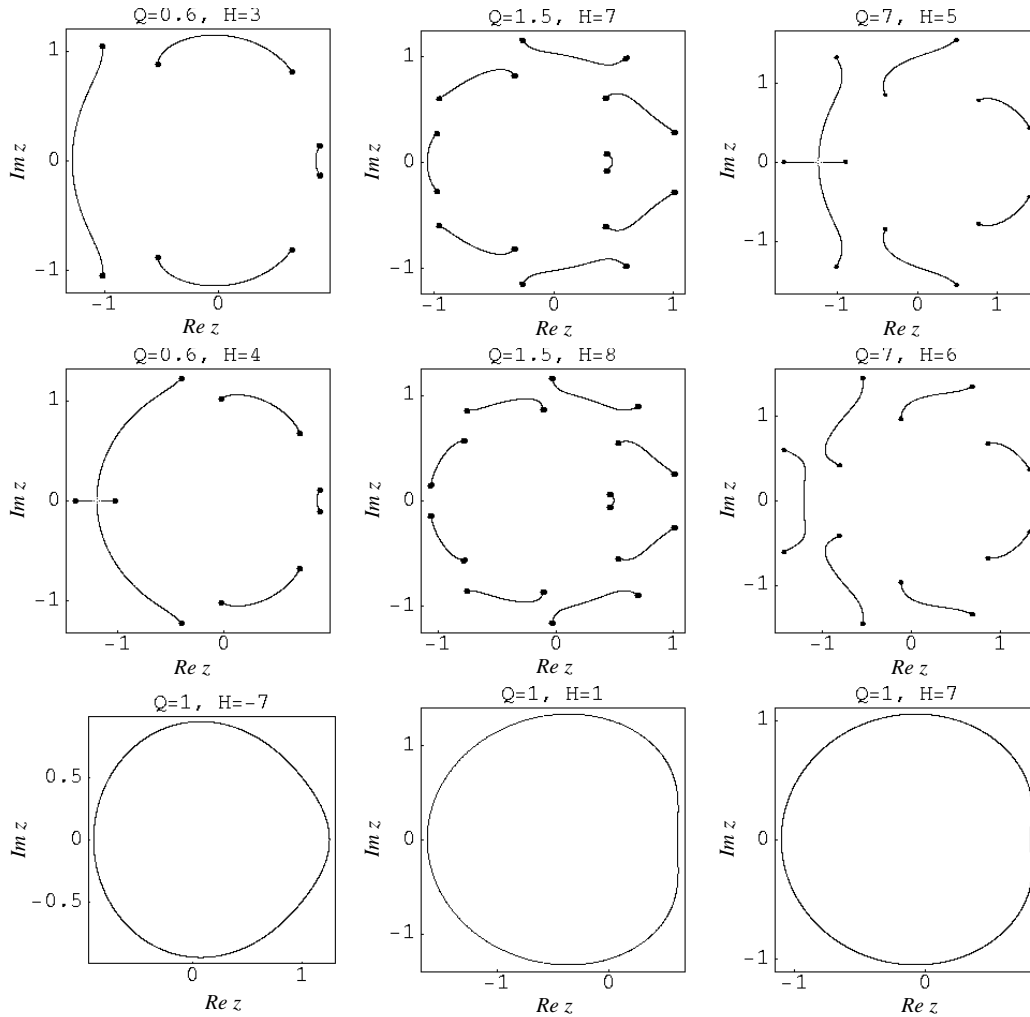 Q=0.6, H=3
1
0
−1
Im z
−1
0
Re z
Q=1.5, H=7
1
0
−1
Im z
−1
0
1
Re z
Q=7, H=5
1
0
−1
Im z
−1
0
1
Re z
Q=0.6, H=4
1
0
−1
Im z
−1
0
Re z
Q=1.5, H=8
1
0
−1
Im z
−1
0
1
Re z
Q=7, H=6
1
0
−1
Im z
−1
0
1
Re z
Q=1, H=−7
0.5
0
−0.5
Im z
0
1
Re z
Q=1, H=1
1
0
−1
Im z
−1
0
Re z
Q=1, H=7
1
0
−1
Im z
−1
0
Re z